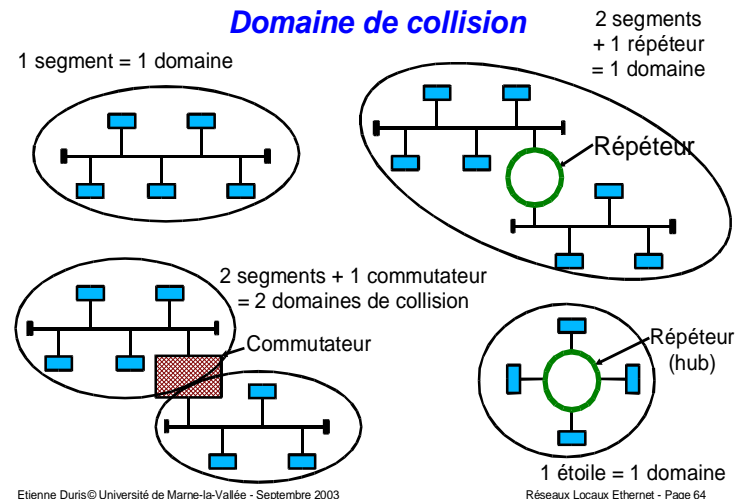 Domaine de collision
1 segment = 1 domaine
2 segments
+ 1 répéteur
= 1 domaine
Répéteur
2 segments + 1 commutateur
= 2 domaines de collision
Commutateur
Répéteur
(hub)
1 étoile = 1 domaine
Etienne Duris © Université de Marne-la-Vallée - Septembre 2003
Réseaux Locaux Ethernet - Page 64